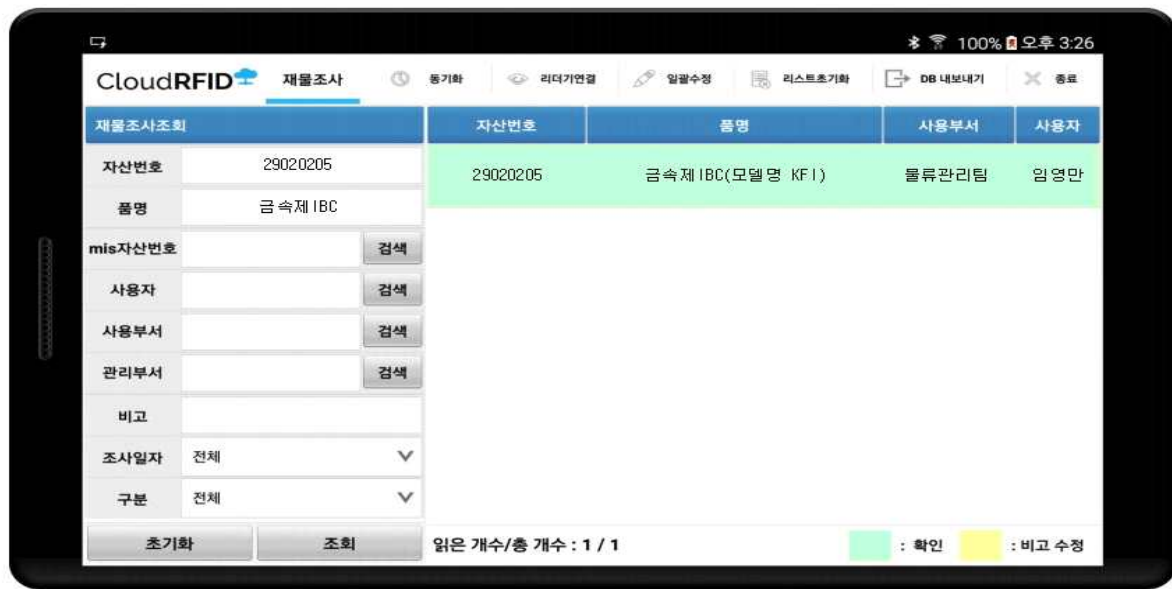 100% 오후 3:26
CloudRFID 재물조사 동기화 리더기연결 일괄수정 리스트초기화 DB 내보내기 종료
재물조사조회
자산번호 29020205
품명 금속제IBC
mis자산번호 검색
사용자 검색
사용부서 검색
관리부서 검색
비고
조사일자 전체
구분 전체
초기화 조회
자산번호 품명 사용부서 사용자
29020205 금속제IBC(모델명 KFI) 물류관리팀 임영만
읽은 개수/총 개수 : 1 / 1 : 확인 : 비고 수정